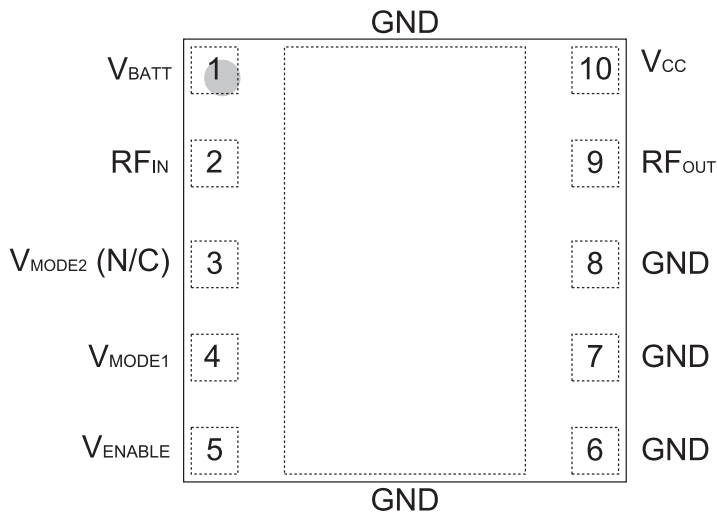 GND
VBATT 1 10 VCC
RFIN 2 9 RFOUT
VMODE2 (N/C) 3 8 GND
VMODE1 4 7 GND
VENABLE 5 6 GND
GND